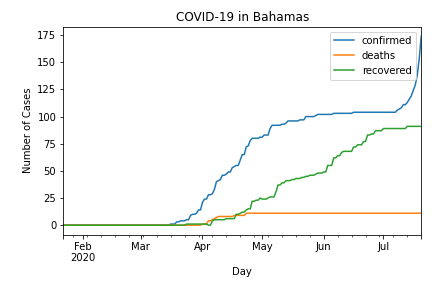 COVID-19 in Bahamas
confirmed
deaths
recovered
Number of Cases
175
150
125
100
75
50
25
0
Feb
2020
Mar
Apr
May
Jun
Jul
Day